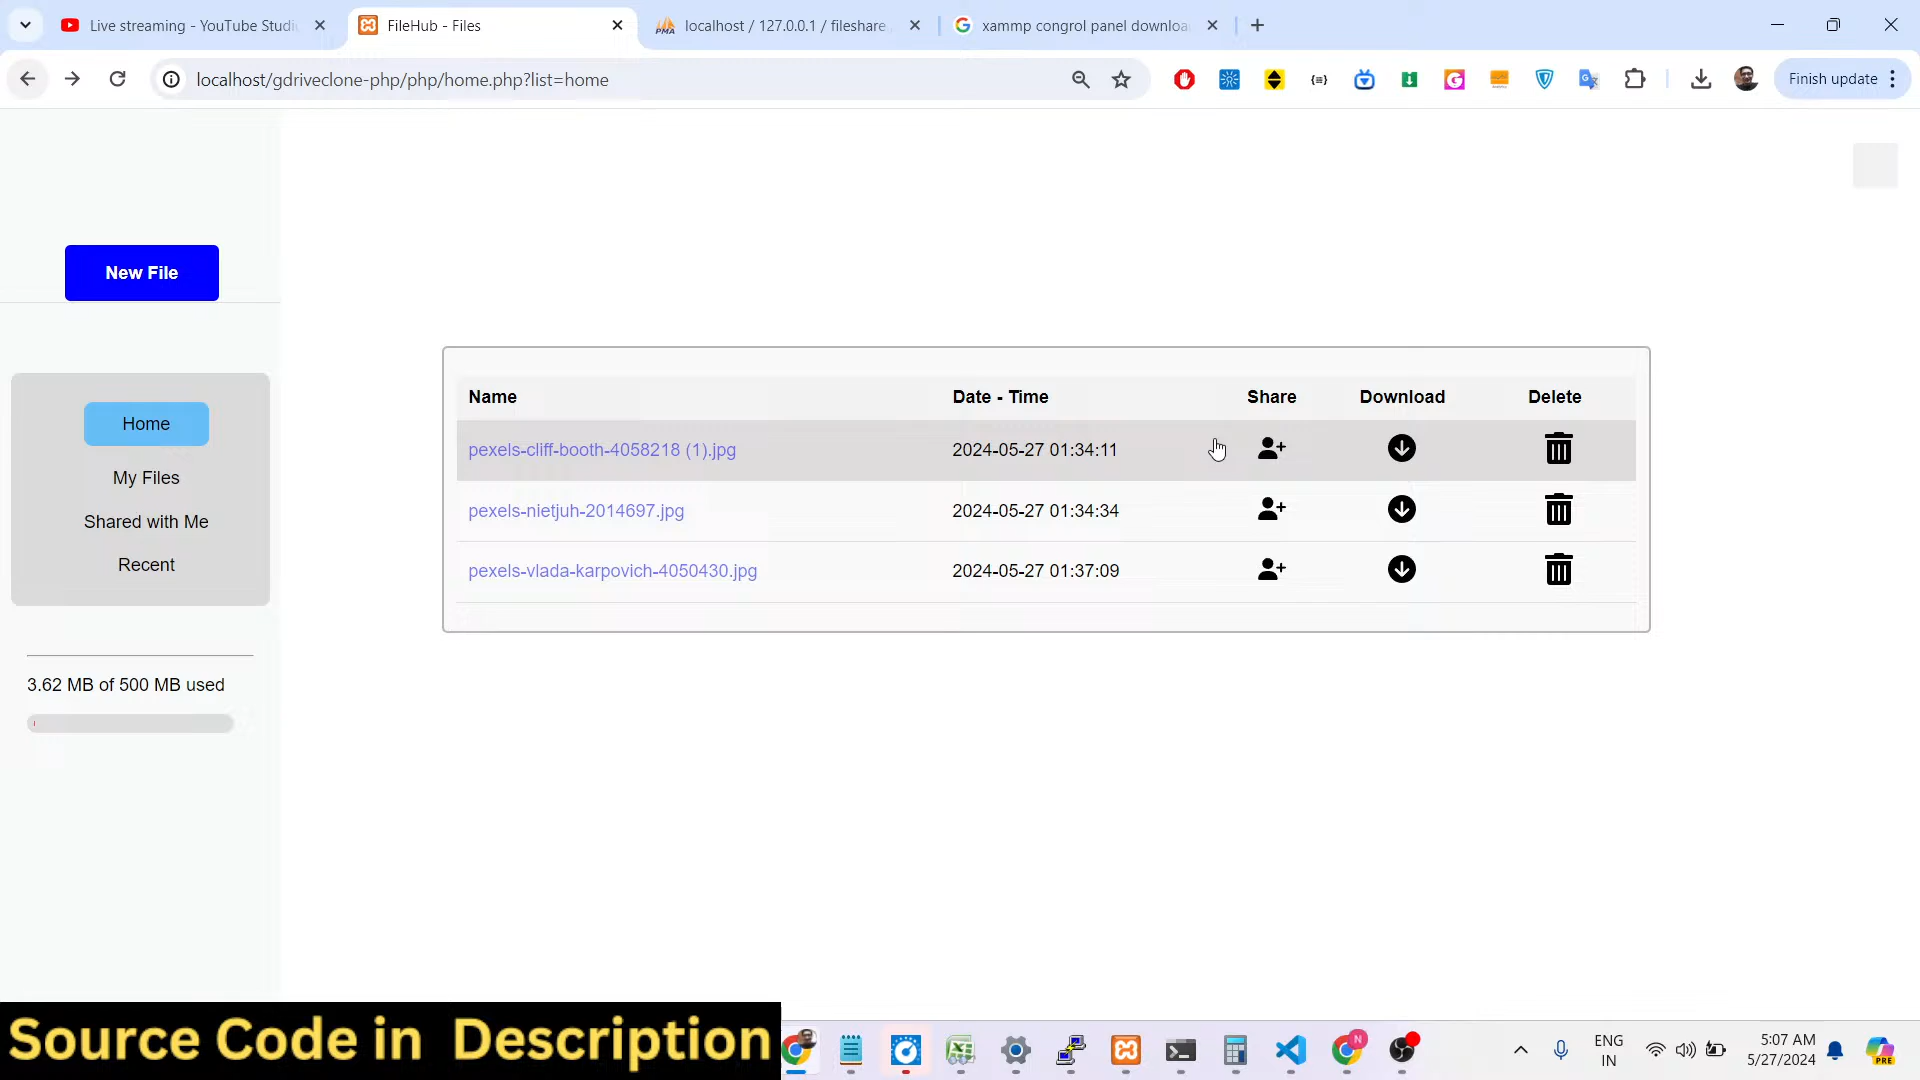 Live streaming - YouTube Studi
FileHub - Files
localhost / 127.0.0.1 / fileshare
xammp congrol panel downloa
localhost/gdriveclone-php/php/home.php?list=home
Finish update
New File
Home
My Files
Shared with Me
Recent
3.62 MB of 500 MB used
Name Date - Time Share Download Delete
pexels-cliff-booth-4058218 (1).jpg 2024-05-27 01:34:11
pexels-nietjuh-2014697.jpg 2024-05-27 01:34:34
pexels-vlada-karpovich-4050430.jpg 2024-05-27 01:37:09
Source Code in Description
ENG
IN
5:07 AM
5/27/2024